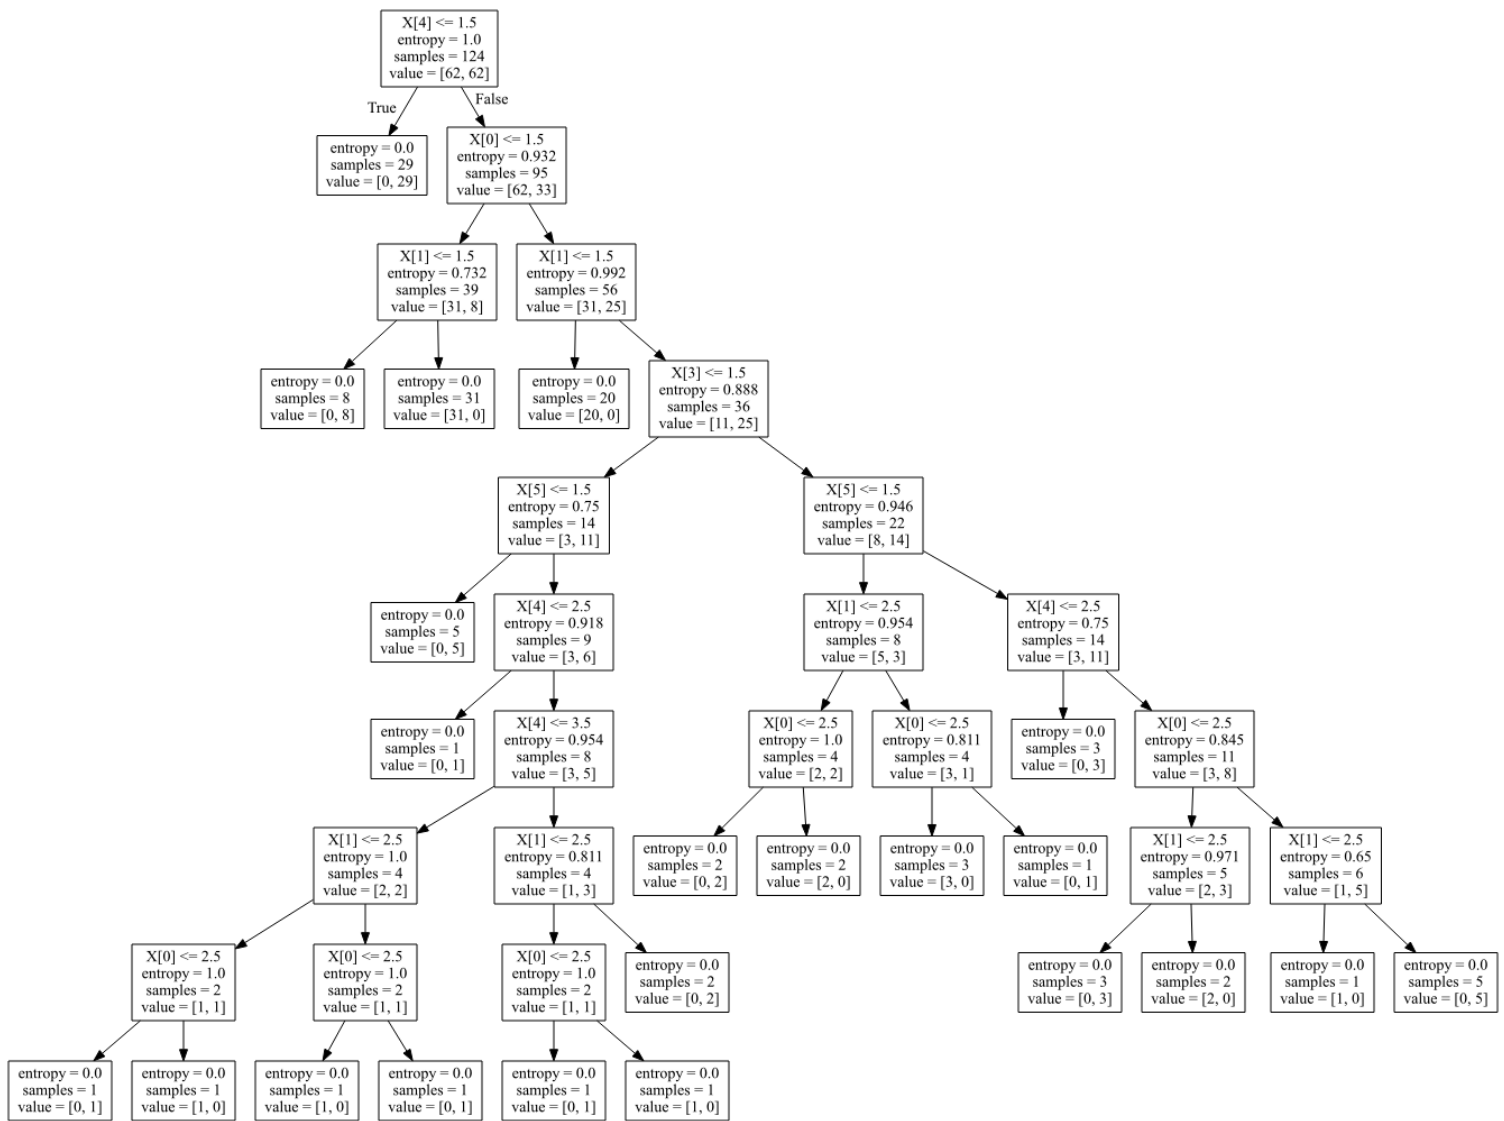 X[4] <= 1.5
entropy = 1.0
samples = 124
value = [62, 62]
True
False
entropy = 0.0
samples = 29
value = [0, 29]
X[0] <= 1.5
entropy = 0.932
samples = 95
value = [62, 33]
X[1] <= 1.5
entropy = 0.732
samples = 39
value = [31, 8]
X[1] <= 1.5
entropy = 0.992
samples = 56
value = [31, 25]
entropy = 0.0
samples = 8
value = [0, 8]
entropy = 0.0
samples = 31
value = [31, 0]
entropy = 0.0
samples = 20
value = [20, 0]
X[3] <= 1.5
entropy = 0.888
samples = 36
value = [11, 25]
X[5] <= 1.5
entropy = 0.75
samples = 14
value = [3, 11]
X[5] <= 1.5
entropy = 0.946
samples = 22
value = [8, 14]
entropy = 0.0
samples = 5
value = [0, 5]
X[4] <= 2.5
entropy = 0.918
samples = 9
value = [3, 6]
X[1] <= 2.5
entropy = 0.954
samples = 8
value = [5, 3]
X[4] <= 2.5
entropy = 0.75
samples = 14
value = [3, 11]
entropy = 0.0
samples = 1
value = [0, 1]
X[4] <= 3.5
entropy = 0.954
samples = 8
value = [3, 5]
X[0] <= 2.5
entropy = 1.0
samples = 4
value = [2, 2]
X[0] <= 2.5
entropy = 0.811
samples = 4
value = [3, 1]
entropy = 0.0
samples = 3
value = [0, 3]
X[0] <= 2.5
entropy = 0.845
samples = 11
value = [3, 8]
X[1] <= 2.5
entropy = 1.0
samples = 4
value = [2, 2]
X[1] <= 2.5
entropy = 0.811
samples = 4
value = [1, 3]
entropy = 0.0
samples = 2
value = [0, 2]
entropy = 0.0
samples = 2
value = [2, 0]
entropy = 0.0
samples = 3
value = [3, 0]
entropy = 0.0
samples = 1
value = [0, 1]
X[1] <= 2.5
entropy = 0.971
samples = 5
value = [2, 3]
X[1] <= 2.5
entropy = 0.65
samples = 6
value = [1, 5]
X[0] <= 2.5
entropy = 1.0
samples = 2
value = [1, 1]
X[0] <= 2.5
entropy = 1.0
samples = 2
value = [1, 1]
X[0] <= 2.5
entropy = 1.0
samples = 2
value = [1, 1]
entropy = 0.0
samples = 2
value = [0, 2]
entropy = 0.0
samples = 3
value = [0, 3]
entropy = 0.0
samples = 2
value = [2, 0]
entropy = 0.0
samples = 1
value = [1, 0]
entropy = 0.0
samples = 5
value = [0, 5]
entropy = 0.0
samples = 1
value = [0, 1]
entropy = 0.0
samples = 1
value = [1, 0]
entropy = 0.0
samples = 1
value = [1, 0]
entropy = 0.0
samples = 1
value = [0, 1]
entropy = 0.0
samples = 1
value = [0, 1]
entropy = 0.0
samples = 1
value = [1, 0]